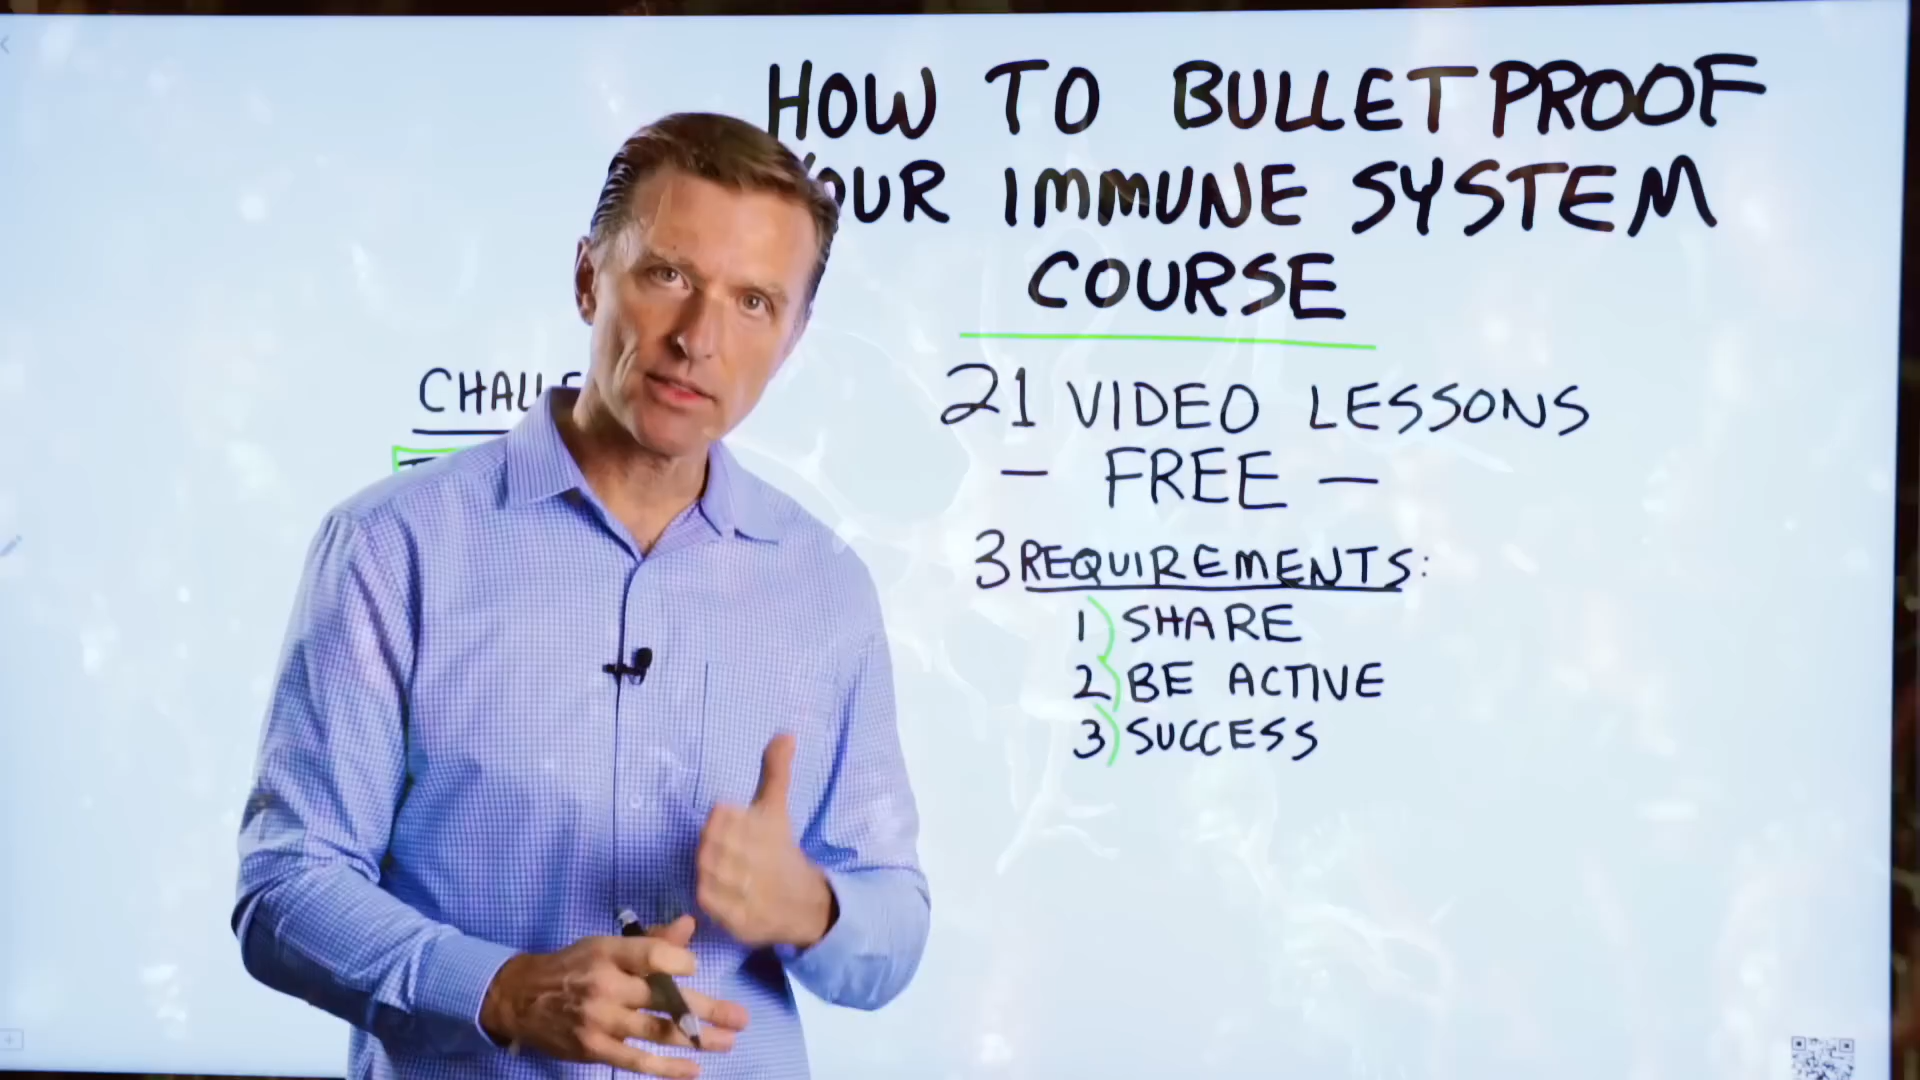 HOW TO BULLETPROOF
YOUR IMMUNE SYSTEM
COURSE
21 VIDEO LESSONS
- FREE -
3 REQUIREMENTS:
1) SHARE
2) BE ACTIVE
3) SUCCESS